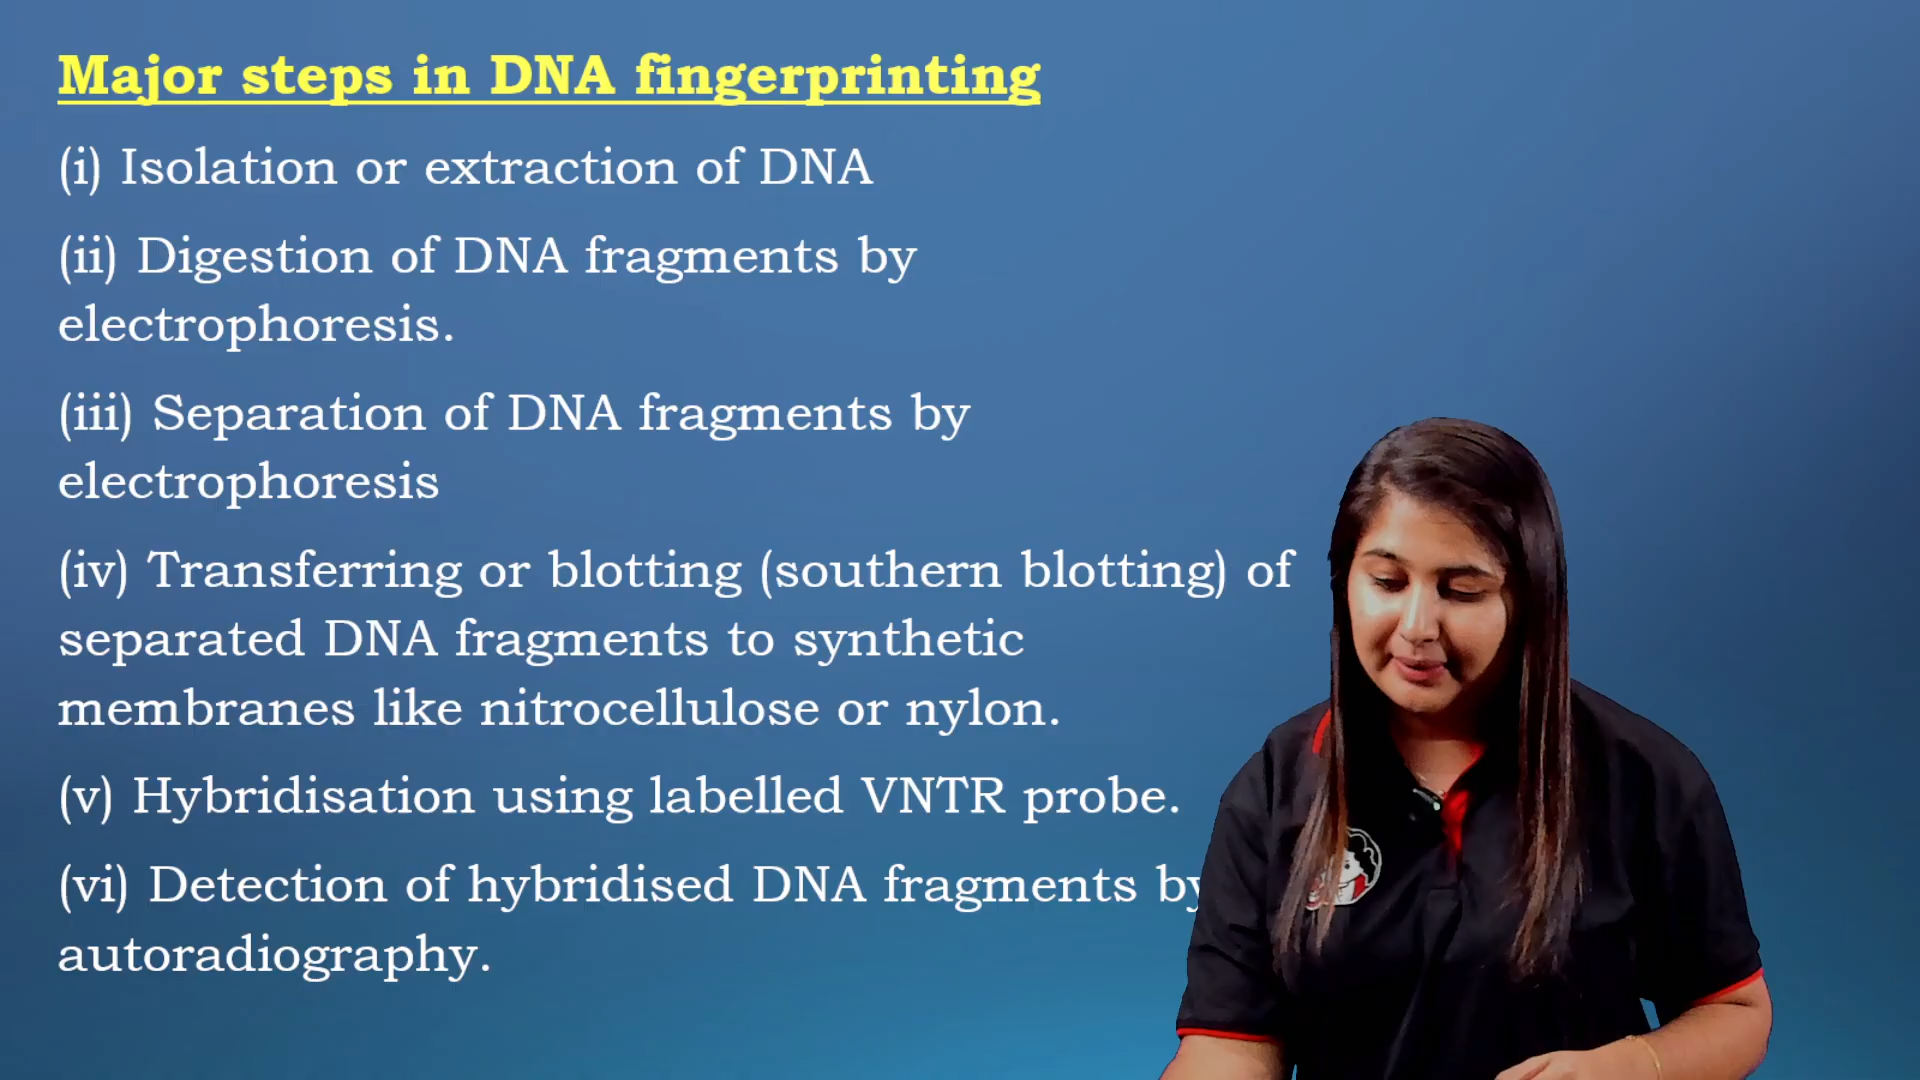 Major steps in DNA fingerprinting
(i) Isolation or extraction of DNA
(ii) Digestion of DNA fragments by
electrophoresis.
(iii) Separation of DNA fragments by
electrophoresis
(iv) Transferring or blotting (southern blotting) of
separated DNA fragments to synthetic
membranes like nitrocellulose or nylon.
(v) Hybridisation using labelled VNTR probe.
(vi) Detection of hybridised DNA fragments by
autoradiography.